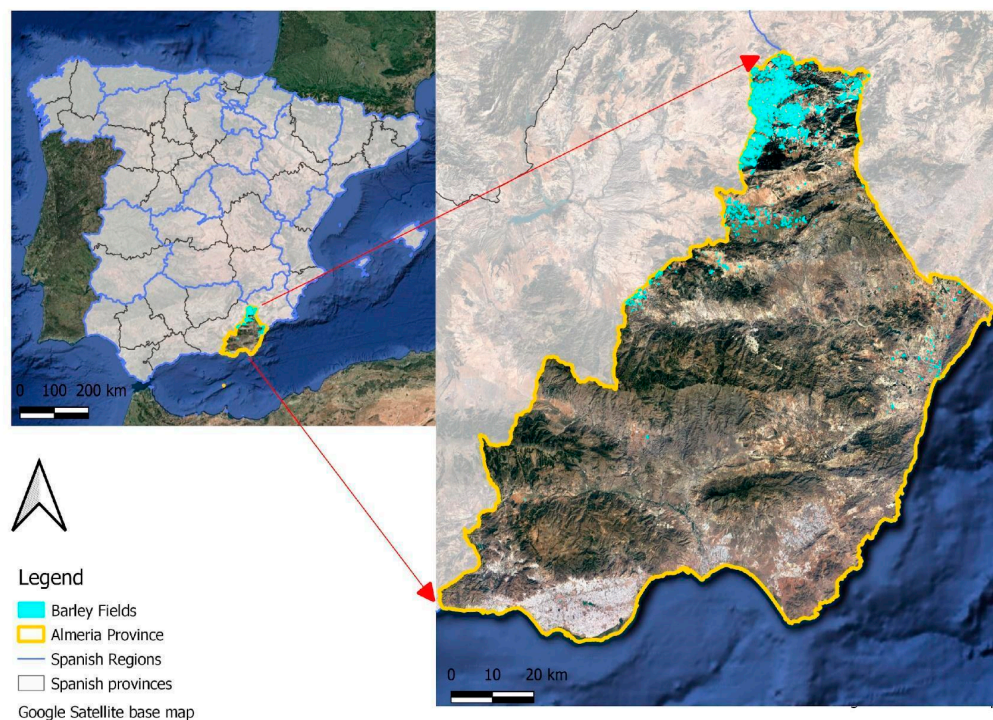 0 100 200 km
Legend
Barley Fields
Almeria Province
Spanish Regions
Spanish provinces
Google Satellite base map
0 10 20 km